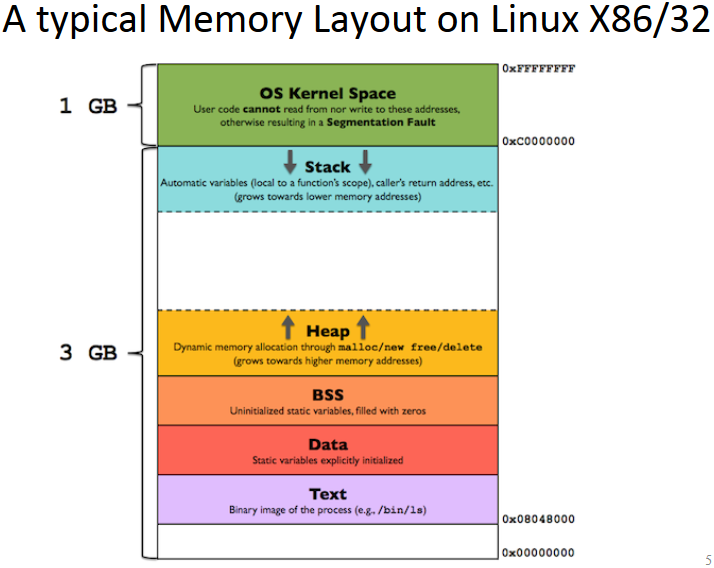 A typical Memory Layout on Linux X86/32
0xFFFFFFFF
1 GB
OS Kernel Space
User code cannot read from nor write to these addresses,
otherwise resulting in a Segmentation Fault
0xC0000000
Stack
Automatic variables (local to a function's scope), caller's return address, etc.
(grows towards lower memory addresses)
3 GB
Heap
Dynamic memory allocation through malloc/new free/delete
(grows towards higher memory addresses)
BSS
Uninitialized static variables, filled with zeros
Data
Static variables explicitly initialized
Text
Binary image of the process (e.g., /bin/ls)
0x08048000
0x00000000
5